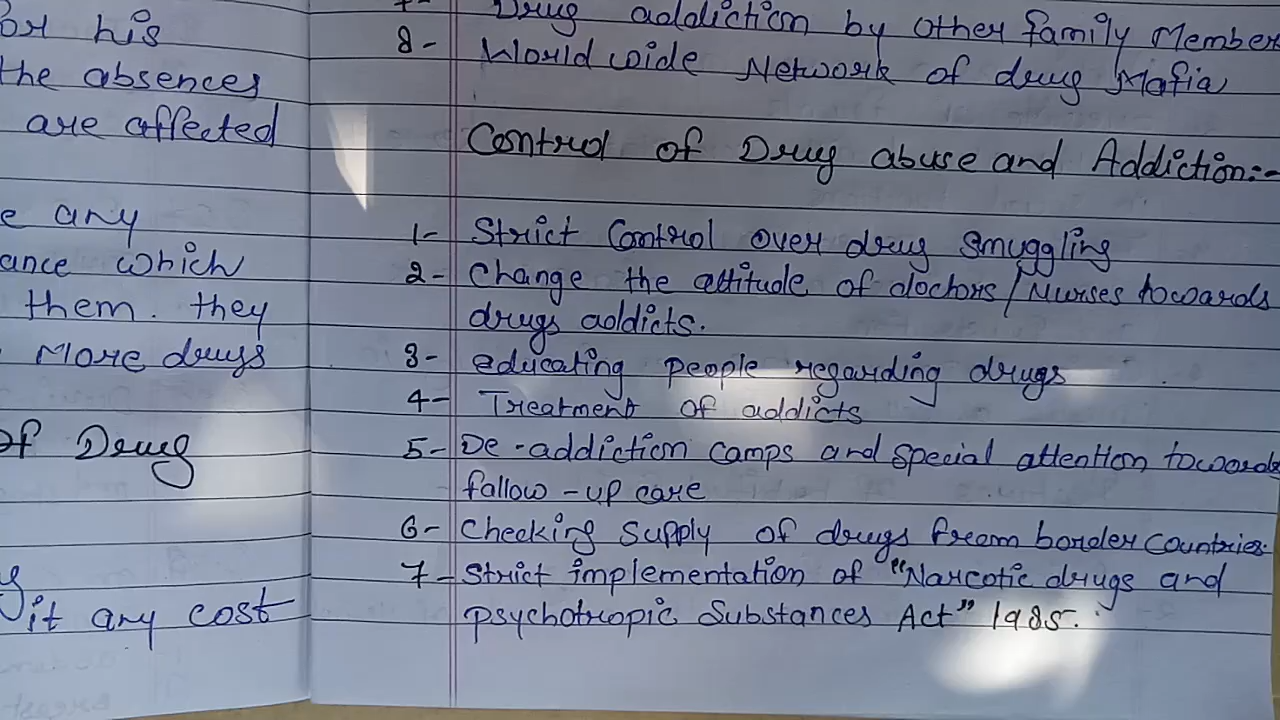 or his
the absences
are affected
e any
ance which
them. they
More drugs
of Drug
it any cost
7- Drug addiction by other family Member
8- World wide Network of drug Mafia
Control of Drug abuse and Addiction:-
1- Strict Control over drug smuggling
2- Change the attitude of doctors/Nurses towards
drugs addicts.
3- educating people regarding drugs
4- Treatment of addicts
5- De-addiction camps and special attention towards
fallow-up care
6- Checking supply of drugs fream border countries.
7- Strict implementation of "Narcotic drugs and
psychotropic Substances Act" 1985.